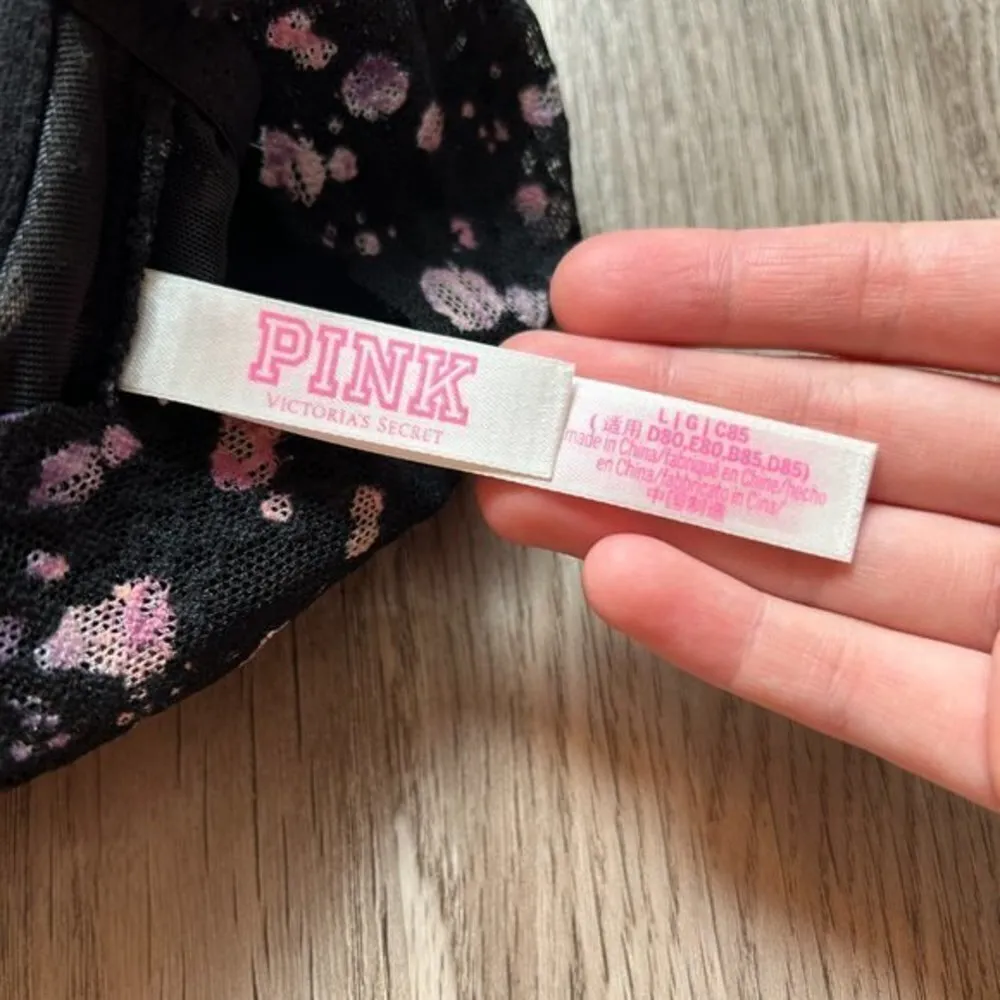 PINK
VICTORIA'S SECRET
L|G|C85
(适用 D80,E80,B85,D85)
made in China/fabriqué en Chine/hecho
en China/fabbricato in Cina/
中国制造